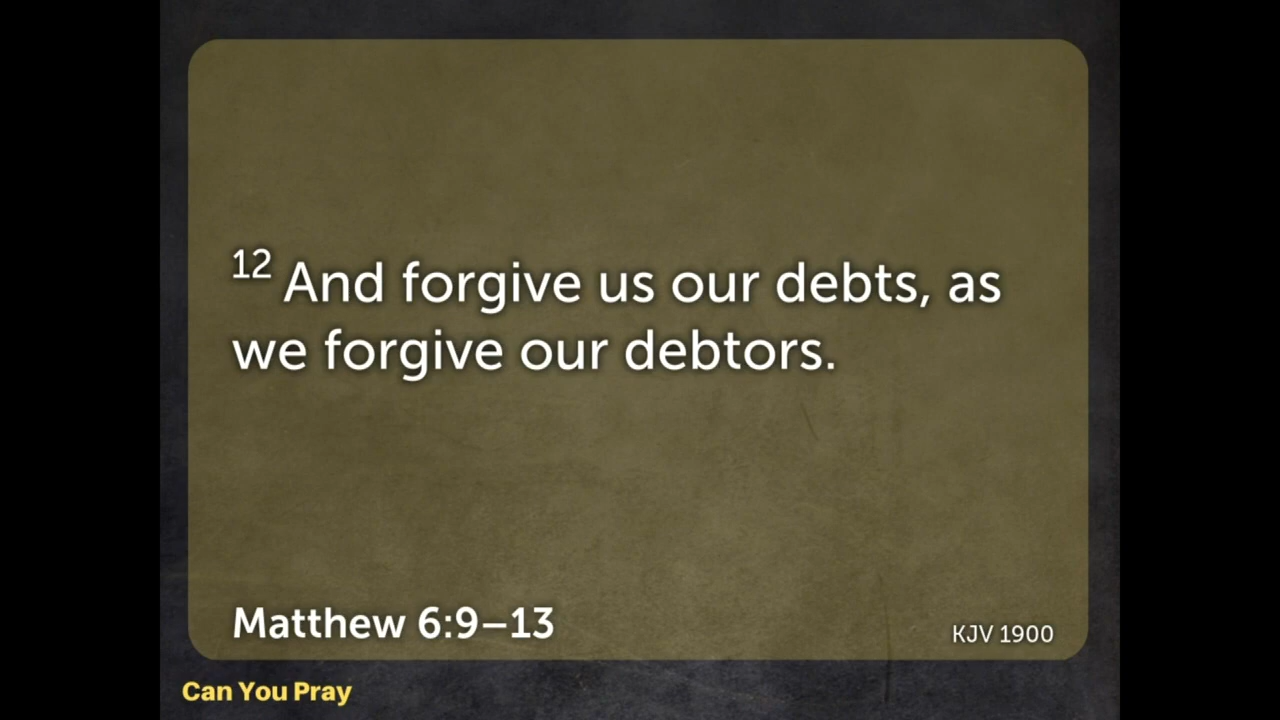 12 And forgive us our debts, as
we forgive our debtors.
Matthew 6:9–13
KJV 1900
Can You Pray